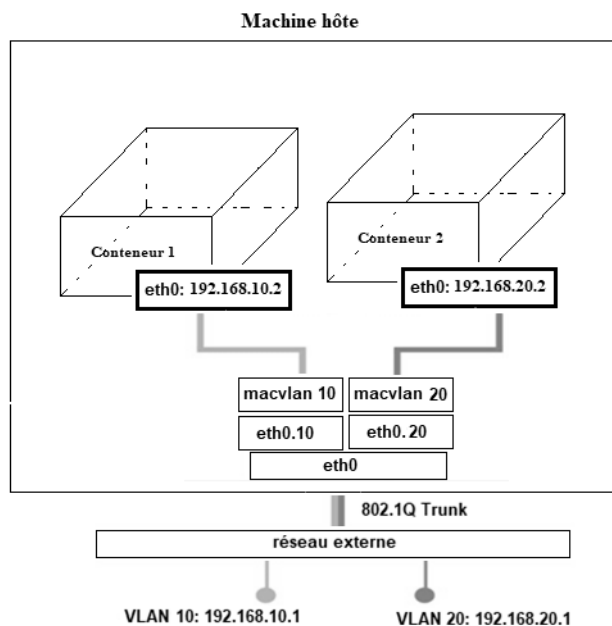 Machine hôte
Conteneur 1
Conteneur 2
eth0: 192.168.10.2
eth0: 192.168.20.2
macvlan 10
macvlan 20
eth0.10
eth0.20
eth0
802.1Q Trunk
réseau externe
VLAN 10: 192.168.10.1
VLAN 20: 192.168.20.1